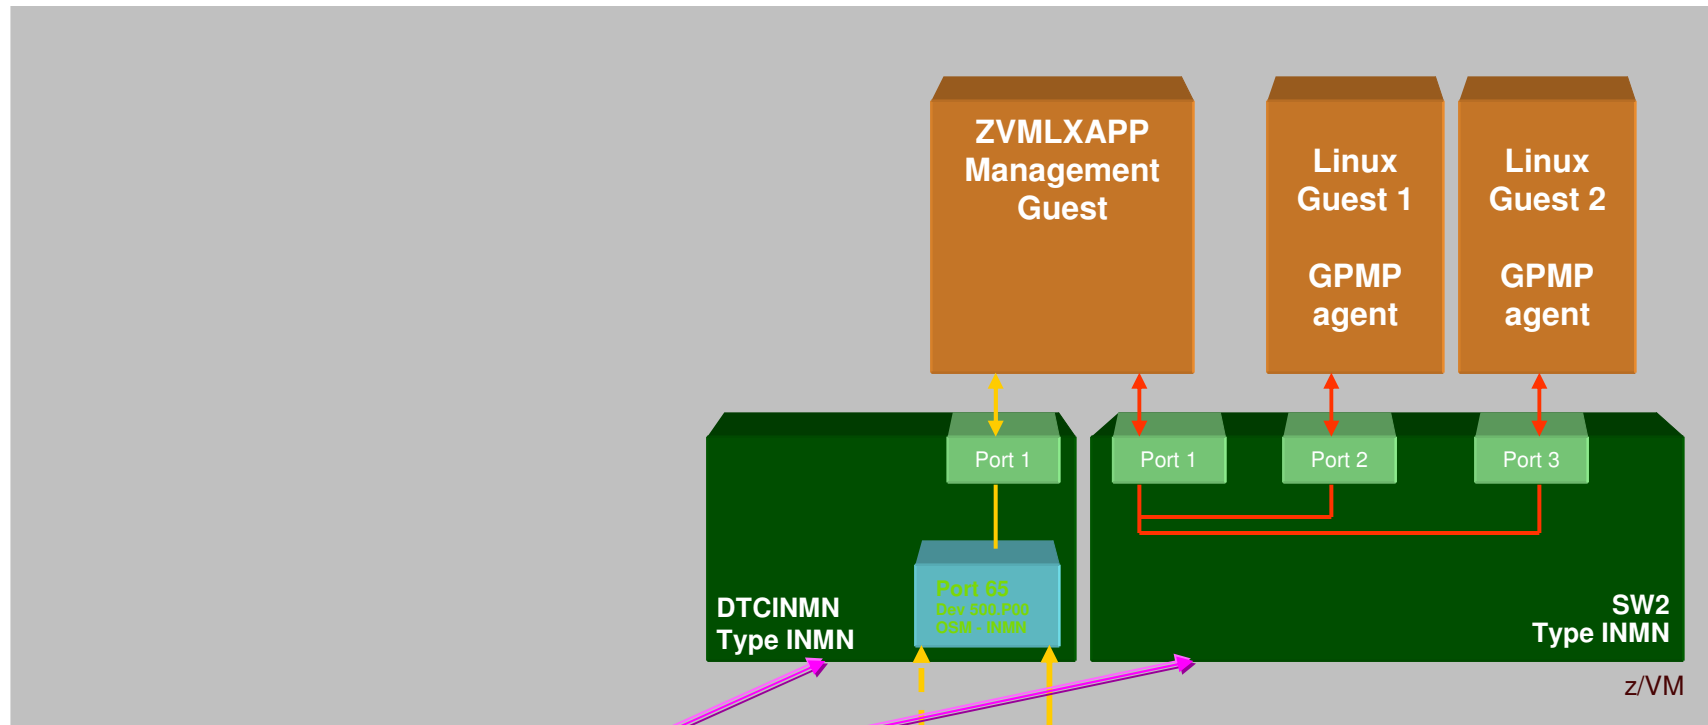 ZVMLXAPP
Management
Guest
Linux
Guest 1
GPMP
agent
Linux
Guest 2
GPMP
agent
Port 1
Port 1
Port 2
Port 3
Port 65
Dev 500.P00
OSM - INMN
DTCINMN
Type INMN
SW2
Type INMN
z/VM